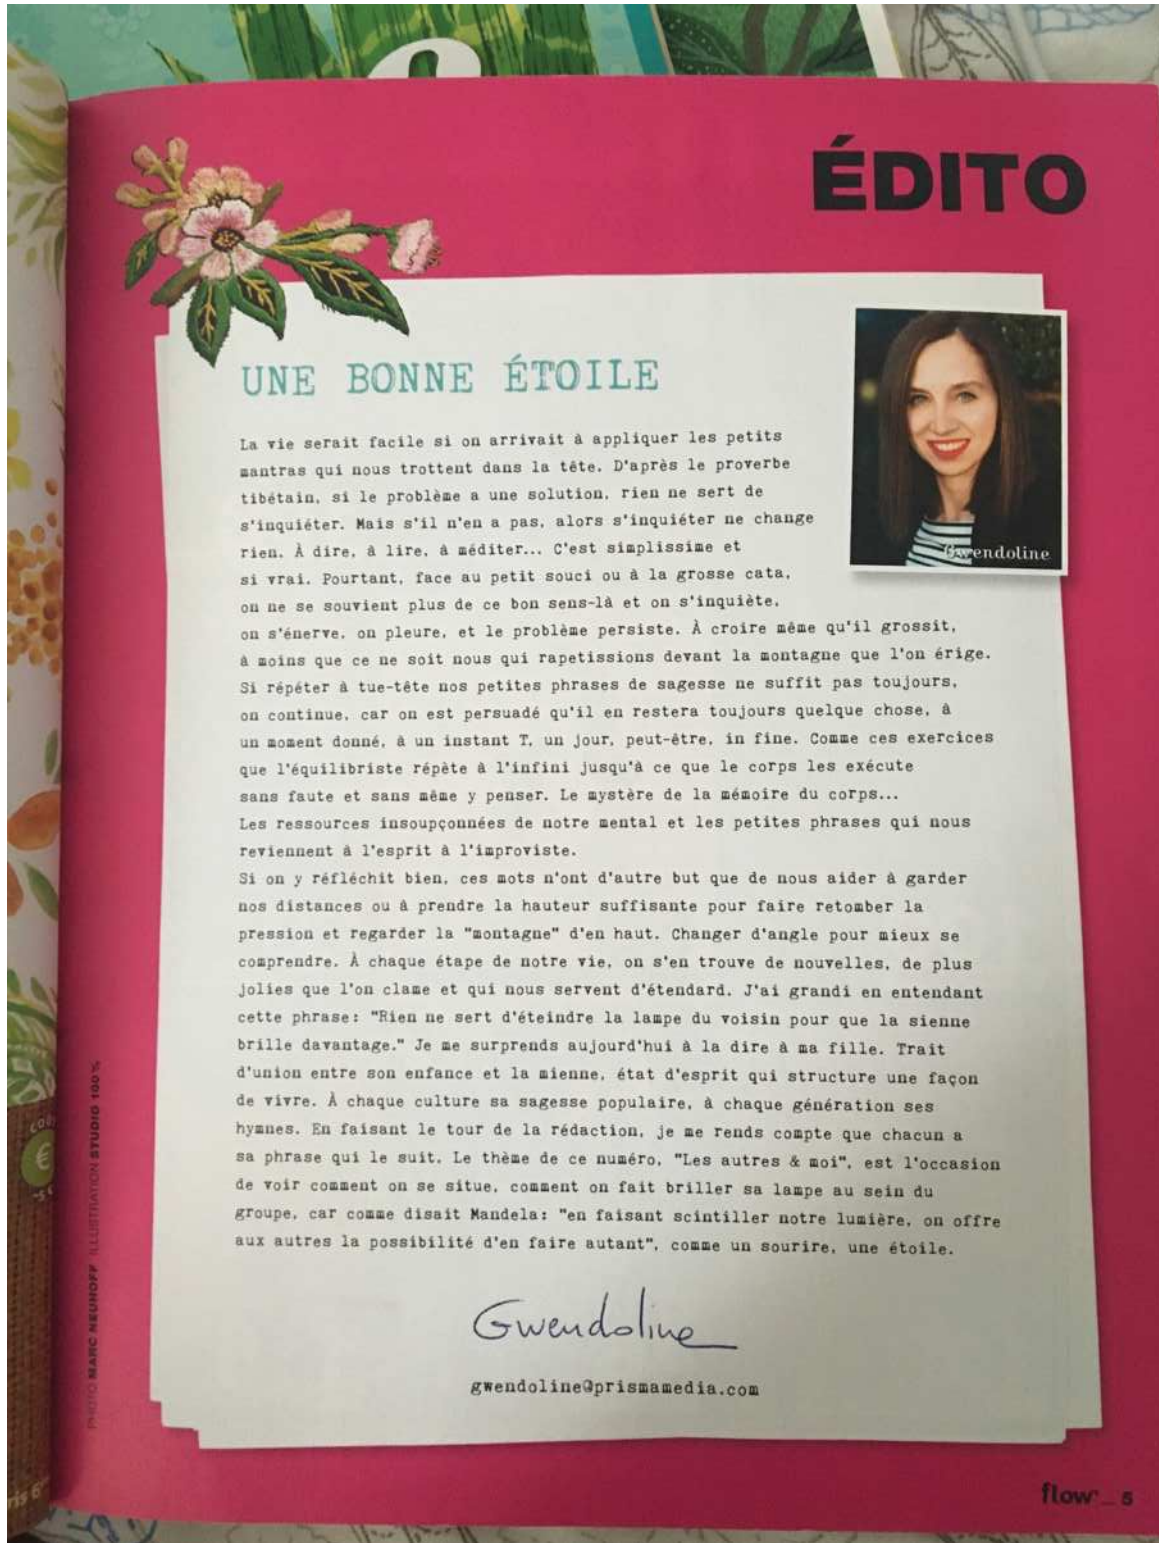 ÉDITO
UNE BONNE ÉTOILE
La vie serait facile si on arrivait à appliquer les petits
mantras qui nous trottent dans la tête. D'après le proverbe
tibétain, si le problème a une solution, rien ne sert de
s'inquiéter. Mais s'il n'en a pas, alors s'inquiéter ne change
rien. À dire, à lire, à méditer... C'est simplissime et
si vrai. Pourtant, face au petit souci ou à la grosse cata,
on ne se souvient plus de ce bon sens-là et on s'inquiète,
on s'énerve, on pleure, et le problème persiste. À croire même qu'il grossit,
à moins que ce ne soit nous qui rapetissions devant la montagne que l'on érige.
Si répéter à tue-tête nos petites phrases de sagesse ne suffit pas toujours,
on continue, car on est persuadé qu'il en restera toujours quelque chose, à
un moment donné, à un instant T, un jour, peut-être, in fine. Comme ces exercices
que l'équilibriste répète à l'infini jusqu'à ce que le corps les exécute
sans faute et sans même y penser. Le mystère de la mémoire du corps...
Les ressources insoupçonnées de notre mental et les petites phrases qui nous
reviennent à l'esprit à l'improviste.
Si on y réfléchit bien, ces mots n'ont d'autre but que de nous aider à garder
nos distances ou à prendre la hauteur suffisante pour faire retomber la
pression et regarder la "montagne" d'en haut. Changer d'angle pour mieux se
comprendre. À chaque étape de notre vie, on s'en trouve de nouvelles, de plus
jolies que l'on clame et qui nous servent d'étendard. J'ai grandi en entendant
cette phrase: "Rien ne sert d'éteindre la lampe du voisin pour que la sienne
brille davantage." Je me surprends aujourd'hui à la dire à ma fille. Trait
d'union entre son enfance et la mienne, état d'esprit qui structure une façon
de vivre. À chaque culture sa sagesse populaire, à chaque génération ses
hymnes. En faisant le tour de la rédaction, je me rends compte que chacun a
sa phrase qui le suit. Le thème de ce numéro, "Les autres & moi", est l'occasion
de voir comment on se situe, comment on fait briller sa lampe au sein du
groupe, car comme disait Mandela: "en faisant scintiller notre lumière, on offre
aux autres la possibilité d'en faire autant", comme un sourire, une étoile.
Gwendoline
Gwendoline
gwendoline@prismamedia.com
PHOTO MARC NEUHOFF ILLUSTRATION STUDIO 100%
flow_ 5
€